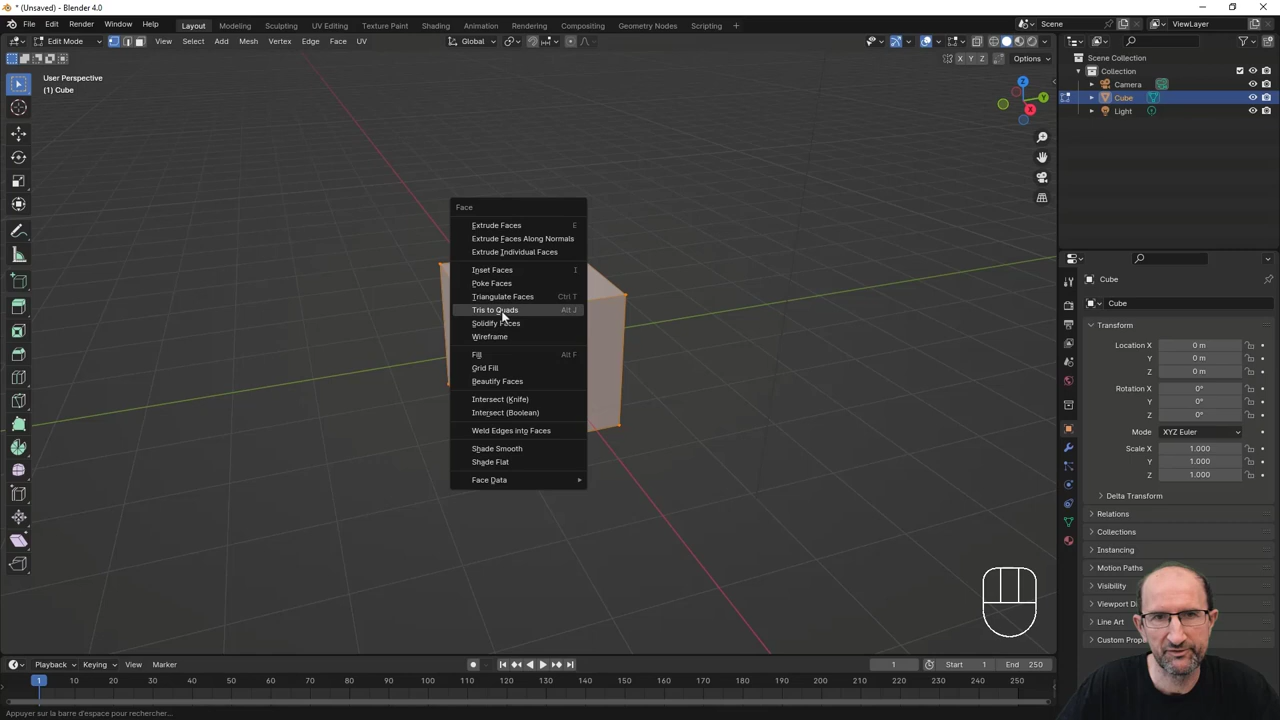 * (Unsaved) - Blender 4.0
File Edit Render Window Help Layout Modeling Sculpting UV Editing Texture Paint Shading Animation Rendering Compositing Geometry Nodes Scripting Scene ViewLayer
Edit Mode View Select Add Mesh Vertex Edge Face UV Global
X Y Z Options
User Perspective
(1) Cube
Z
Y
X
Face
Extrude Faces E
Extrude Faces Along Normals
Extrude Individual Faces
Inset Faces I
Poke Faces
Triangulate Faces Ctrl T
Tris to Quads Alt J
Solidify Faces
Wireframe
Fill Alt F
Grid Fill
Beautify Faces
Intersect (Knife)
Intersect (Boolean)
Weld Edges into Faces
Shade Smooth
Shade Flat
Face Data
Scene Collection
Collection
Camera
Cube
Light
Cube
Cube
Transform
Location X 0 m
Y 0 m
Z 0 m
Rotation X 0°
Y 0°
Z 0°
Mode XYZ Euler
Scale X 1.000
Y 1.000
Z 1.000
Delta Transform
Relations
Collections
Instancing
Motion Paths
Visibility
Viewport
Line Art
Custom
Playback Keying View Marker 1 Start 1 End 250
1 10 20 30 40 50 60 70 80 90 100 110 120 130 140 150 160 170 180 190 200 210 220 230 240 250
Appuyer sur la barre d'espace pour rechercher...